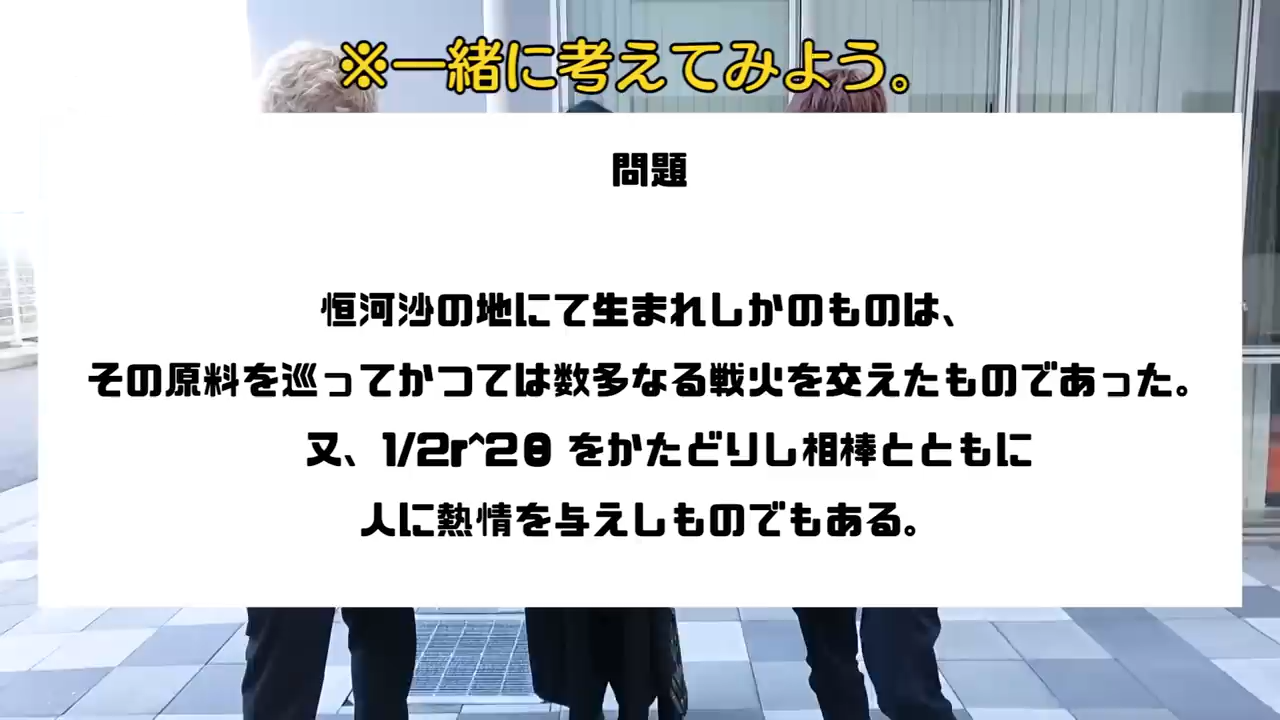 ※一緒に考えてみよう。
問題
恒河沙の地にて生まれしかのものは、
その原料を巡ってかつては数多なる戦火を交えたものであった。
又、1/2r^2θ をかたどりし相棒とともに
人に熱情を与えしものでもある。